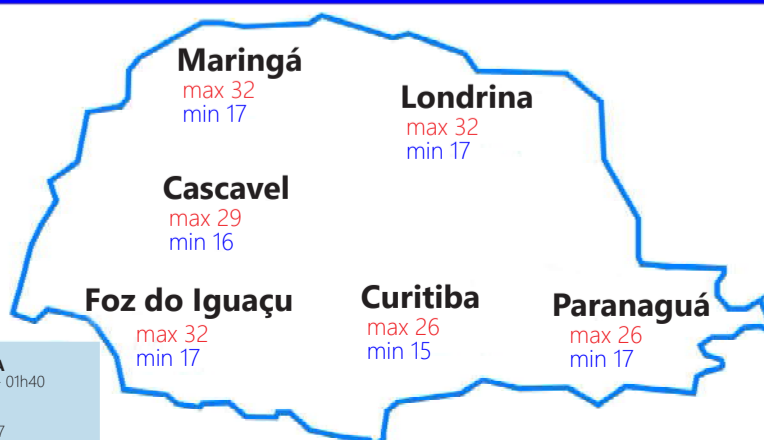 Maringá
max 32
min 17
Londrina
max 32
min 17
Cascavel
max 29
min 16
Foz do Iguaçu
max 32
min 17
Curitiba
max 26
min 15
Paranaguá
max 26
min 17
A
01h40
7